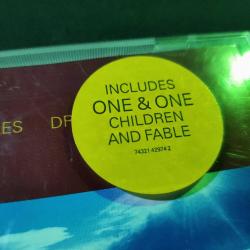 INCLUDES
ONE & ONE
CHILDREN
AND FABLE
74321 42974 2
ES DR